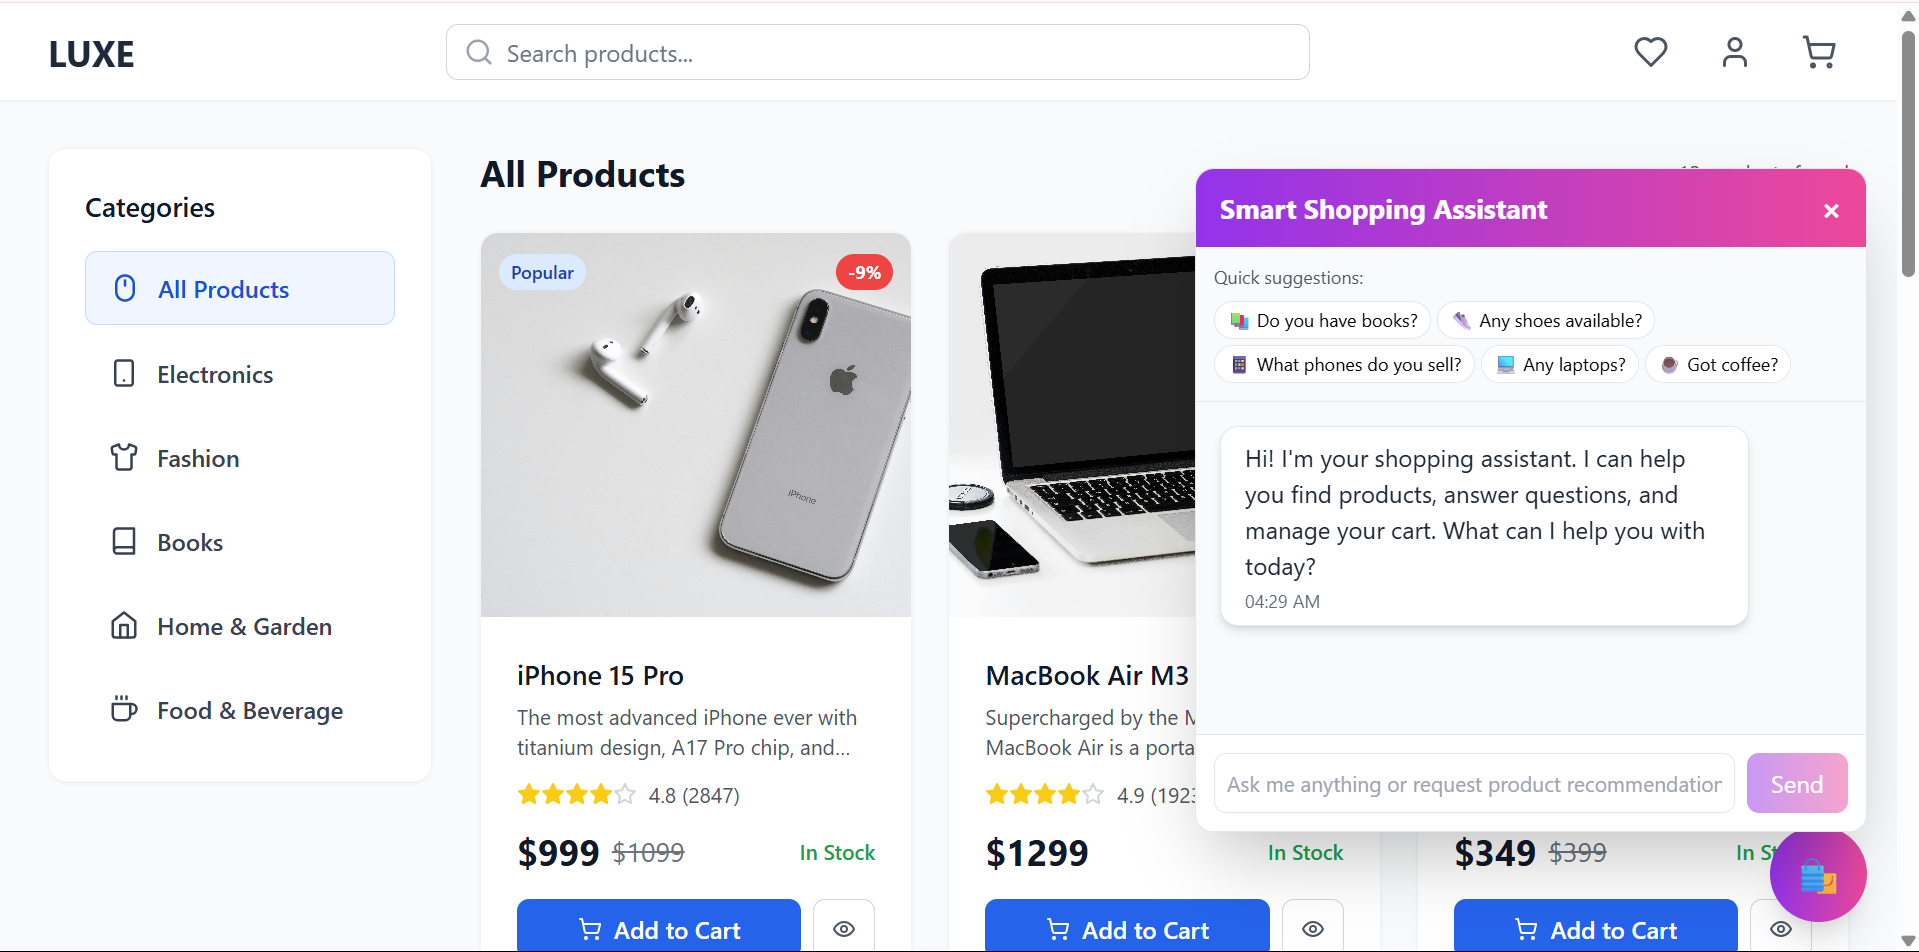 LUXE
Search products...
Categories
All Products
Electronics
Fashion
Books
Home & Garden
Food & Beverage
All Products
Popular
-9%
iPhone
iPhone 15 Pro
The most advanced iPhone ever with
titanium design, A17 Pro chip, and...
4.8 (2847)
$999 $1099 In Stock
Add to Cart
MacBook Air M3
Supercharged by the
MacBook Air is a porta
4.9 (1923
$1299 In Stock
Add to Cart
$349 $399 In St
Add to Cart
Smart Shopping Assistant
×
Quick suggestions:
Do you have books?
Any shoes available?
What phones do you sell?
Any laptops?
Got coffee?
Hi! I'm your shopping assistant. I can help
you find products, answer questions, and
manage your cart. What can I help you with
today?
04:29 AM
Ask me anything or request product recommendation
Send